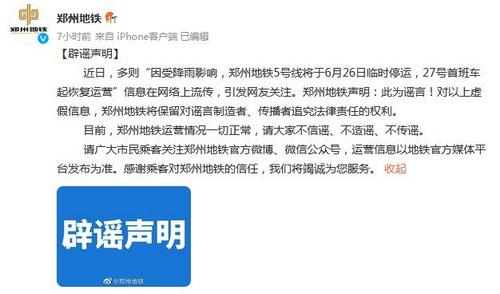 郑州地铁
郑州地铁
7小时前 来自 iPhone客户端 已编辑
【辟谣声明】
近日，多则“因受降雨影响，郑州地铁5号线将于6月26日临时停运，27号首班车
起恢复运营”信息在网络上流传，引发网友关注。郑州地铁声明：此为谣言！对以上虚
假信息，郑州地铁将保留对谣言制造者、传播者追究法律责任的权利。
目前，郑州地铁运营情况一切正常，请大家不信谣、不造谣、不传谣。
请广大市民乘客关注郑州地铁官方微博、微信公众号，运营信息以地铁官方媒体平
台发布为准。感谢乘客对郑州地铁的信任，我们将竭诚为您服务。 收起
辟谣声明
@郑州地铁